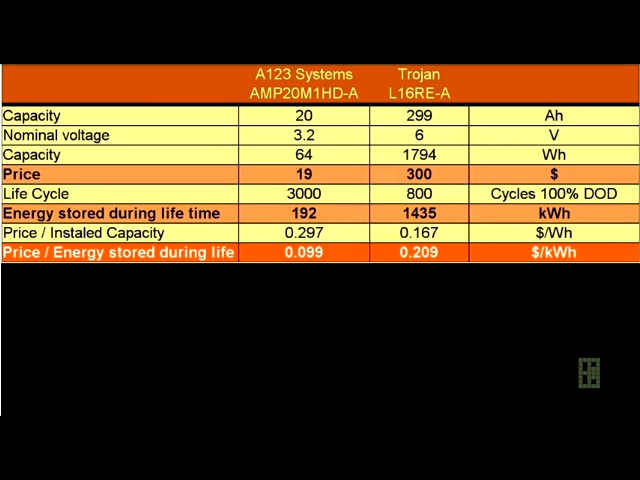 A123 Systems Trojan
AMP20M1HD-A L16RE-A
Capacity 20 299 Ah
Nominal voltage 3.2 6 V
Capacity 64 1794 Wh
Price 19 300 $
Life Cycle 3000 800 Cycles 100% DOD
Energy stored during life time 192 1435 kWh
Price / Instaled Capacity 0.297 0.167 $/Wh
Price / Energy stored during life 0.099 0.209 $/kWh